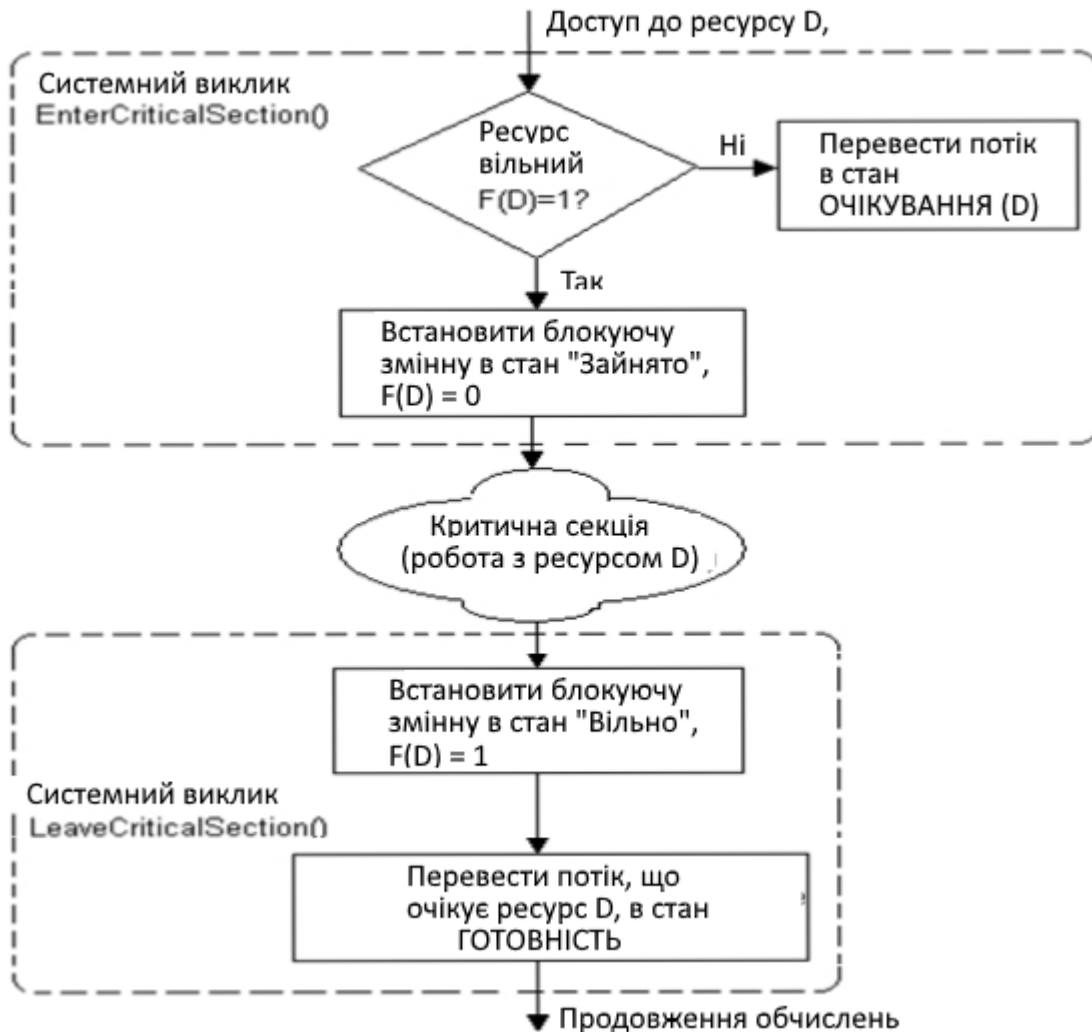 Доступ до ресурсу D,
Системний виклик
EnterCriticalSection()
Ресурс
вільний
F(D)=1?
Ні
Перевести потік
в стан
ОЧІКУВАННЯ (D)
Так
Встановити блокуючу
змінну в стан "Зайнято",
F(D) = 0
Критична секція
(робота з ресурсом D)
Встановити блокуючу
змінну в стан "Вільно",
F(D) = 1
Системний виклик
LeaveCriticalSection()
Перевести потік, що
очікує ресурс D, в стан
ГОТОВНІСТЬ
Продовження обчислень